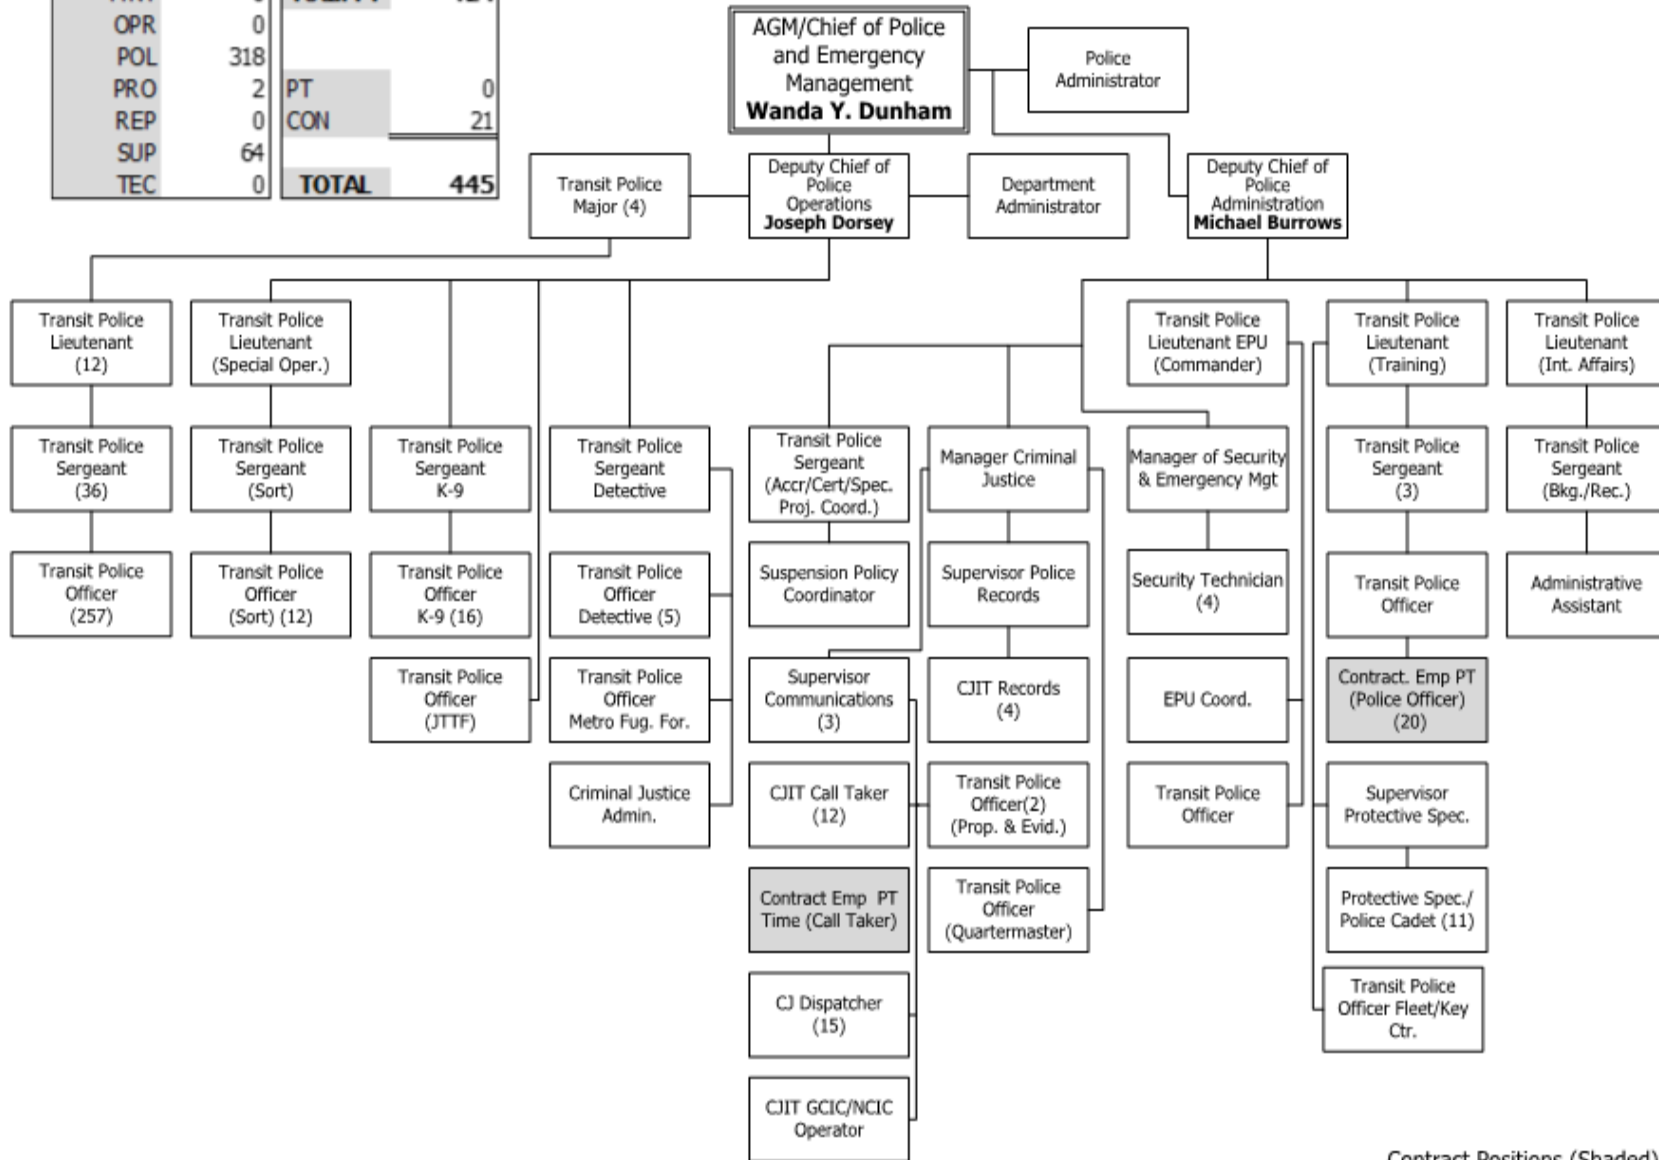 OPR 0
POL 318
PRO 2 PT 0
REP 0 CON 21
SUP 64
TEC 0 TOTAL 445
AGM/Chief of Police
and Emergency
Management
Wanda Y. Dunham
Police
Administrator
Transit Police
Major (4)
Deputy Chief of
Police
Operations
Joseph Dorsey
Department
Administrator
Deputy Chief of
Police
Administration
Michael Burrows
Transit Police
Lieutenant
(12)
Transit Police
Lieutenant
(Special Oper.)
Transit Police
Lieutenant EPU
(Commander)
Transit Police
Lieutenant
(Training)
Transit Police
Lieutenant
(Int. Affairs)
Transit Police
Sergeant
(36)
Transit Police
Sergeant
(Sort)
Transit Police
Sergeant
K-9
Transit Police
Sergeant
Detective
Transit Police
Sergeant
(Accr/Cert/Spec.
Proj. Coord.)
Manager Criminal
Justice
Manager of Security
& Emergency Mgt
Transit Police
Sergeant
(3)
Transit Police
Sergeant
(Bkg./Rec.)
Transit Police
Officer
(257)
Transit Police
Officer
(Sort) (12)
Transit Police
Officer
K-9 (16)
Transit Police
Officer
Detective (5)
Suspension Policy
Coordinator
Supervisor Police
Records
Security Technician
(4)
Transit Police
Officer
Administrative
Assistant
Transit Police
Officer
(JTTF)
Transit Police
Officer
Metro Fug. For.
Supervisor
Communications
(3)
CJIT Records
(4)
EPU Coord.
Contract. Emp PT
(Police Officer)
(20)
Criminal Justice
Admin.
CJIT Call Taker
(12)
Transit Police
Officer(2)
(Prop. & Evid.)
Transit Police
Officer
Supervisor
Protective Spec.
Contract Emp PT
Time (Call Taker)
Transit Police
Officer
(Quartermaster)
Protective Spec./
Police Cadet (11)
CJ Dispatcher
(15)
Transit Police
Officer Fleet/Key
Ctr.
CJIT GCIC/NCIC
Operator
Contract Positions (Shaded)